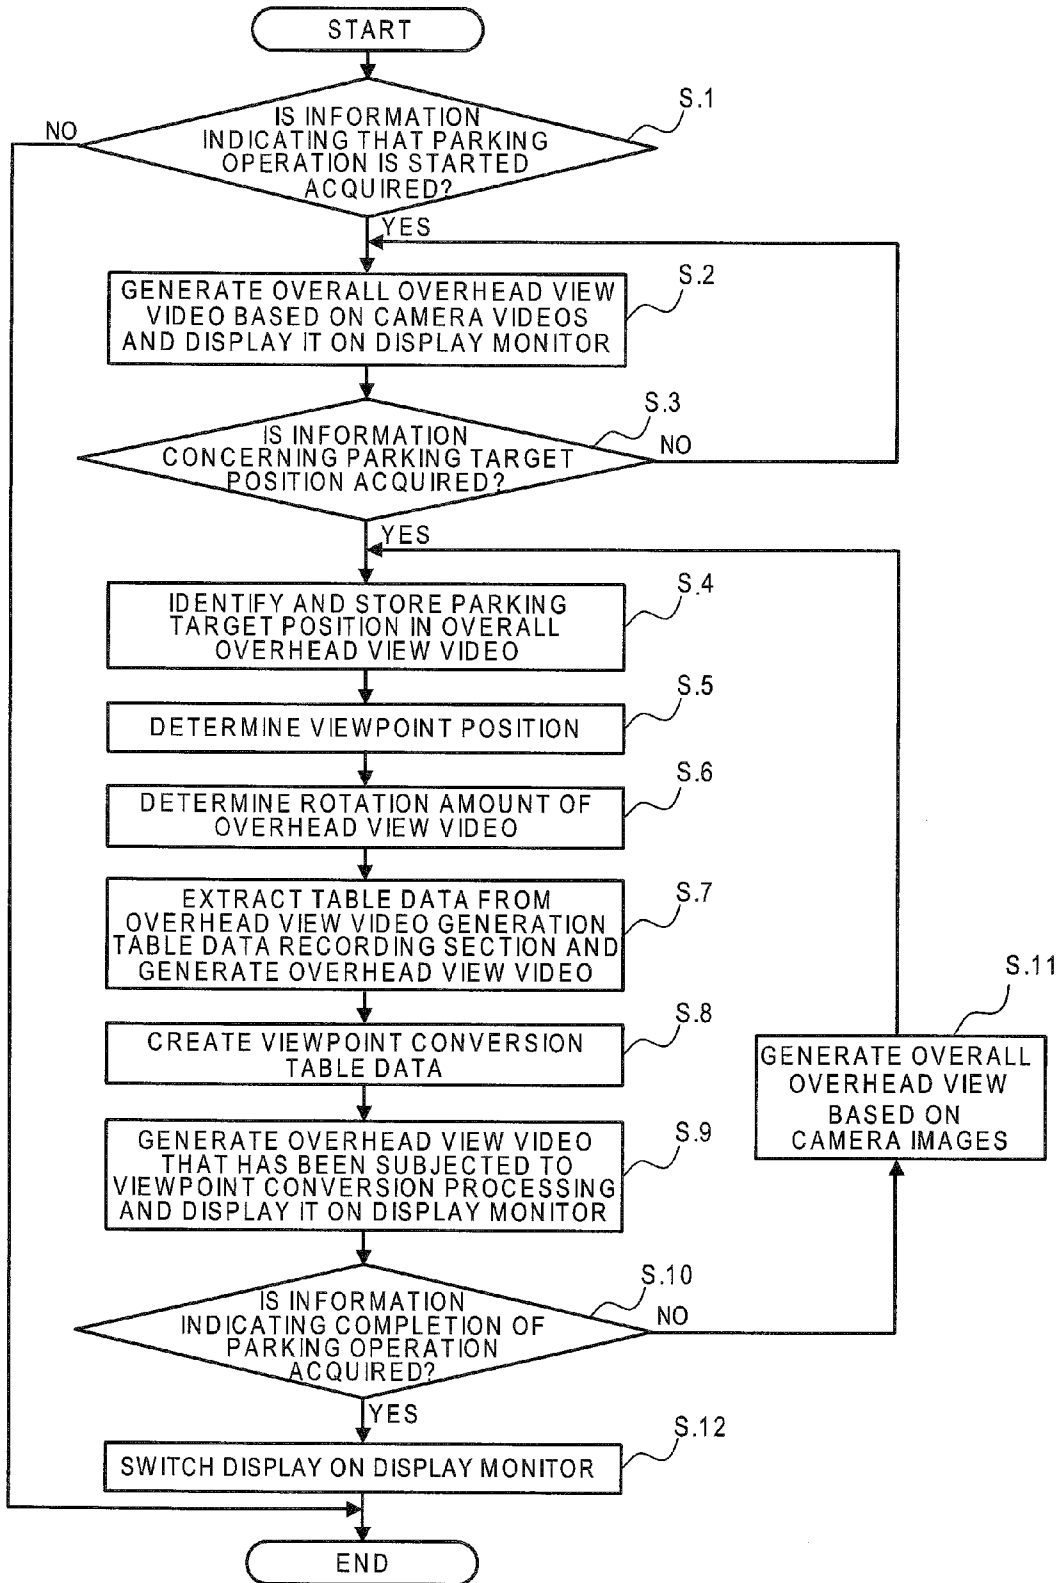 START
S.1
IS INFORMATION
INDICATING THAT PARKING
OPERATION IS STARTED
ACQUIRED?
NO
YES
S.2
GENERATE OVERALL OVERHEAD VIEW
VIDEO BASED ON CAMERA VIDEOS
AND DISPLAY IT ON DISPLAY MONITOR
S.3
IS INFORMATION
CONCERNING PARKING TARGET
POSITION ACQUIRED?
NO
YES
S.4
IDENTIFY AND STORE PARKING
TARGET POSITION IN OVERALL
OVERHEAD VIEW VIDEO
S.5
DETERMINE VIEWPOINT POSITION
S.6
DETERMINE ROTATION AMOUNT OF
OVERHEAD VIEW VIDEO
S.7
EXTRACT TABLE DATA FROM
OVERHEAD VIEW VIDEO GENERATION
TABLE DATA RECORDING SECTION AND
GENERATE OVERHEAD VIEW VIDEO
S.8
CREATE VIEWPOINT CONVERSION
TABLE DATA
S.9
GENERATE OVERHEAD VIEW VIDEO
THAT HAS BEEN SUBJECTED TO
VIEWPOINT CONVERSION PROCESSING
AND DISPLAY IT ON DISPLAY MONITOR
S.10
IS INFORMATION
INDICATING COMPLETION OF
PARKING OPERATION
ACQUIRED?
NO
YES
S.11
GENERATE OVERALL
OVERHEAD VIEW
BASED ON
CAMERA IMAGES
S.12
SWITCH DISPLAY ON DISPLAY MONITOR
END